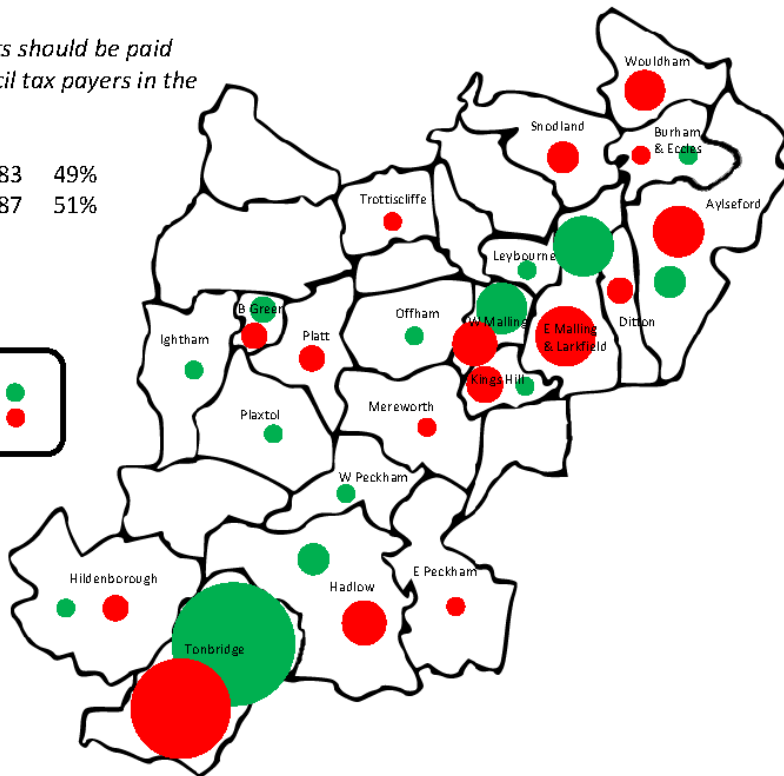 s should be paid
cil tax payers in the
83 49%
87 51%
Wouldham
Snodland
Burham
& Eccles
Trottiscliffe
Aylseford
Leybourne
B Green
Offham
W Malling
Ightham
Platt
E Malling
& Larkfield
Ditton
Kings Hill
Plaxtol
Mereworth
W Peckham
Hildenborough
E Peckham
Hadlow
Tonbridge